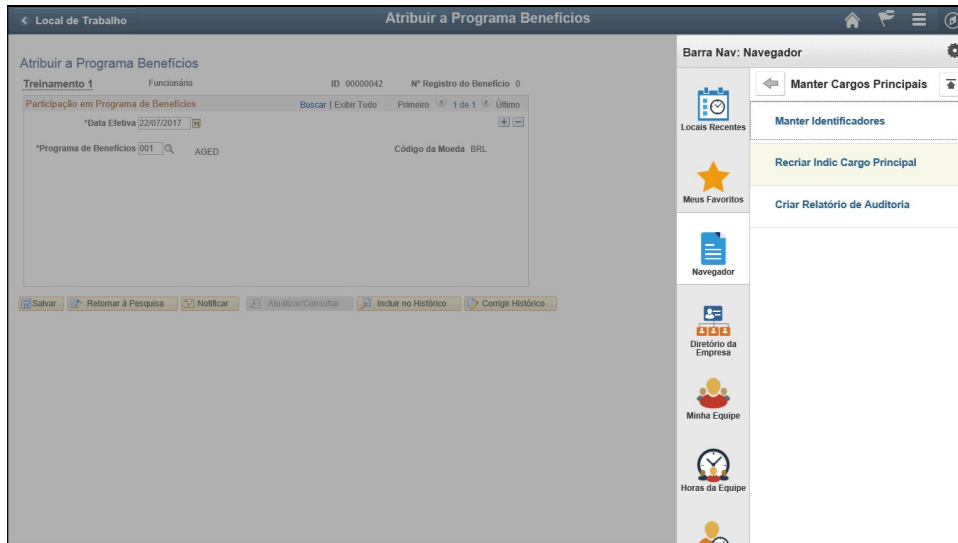 Local de Trabalho
Atribuir a Programa Benefícios
Atribuir a Programa Benefícios
Treinamento 1 Funcionário ID 00000042 Nº Registro do Benefício 0
Participação em Programa de Benefícios Buscar | Exibir Tudo Primeiro 1 de 1 Último
*Data Efetiva 22/07/2017
*Programa de Benefícios 001 AGED Código da Moeda BRL
Salvar Retornar à Pesquisa Notificar Atualizar/Consultar Incluir no Histórico Corrigir Histórico
Barra Nav: Navegador
Locais Recentes
Meus Favoritos
Navegador
Diretório da
Empresa
Minha Equipe
Horas da Equipe
Manter Cargos Principais
Manter Identificadores
Recriar Indic Cargo Principal
Criar Relatório de Auditoria